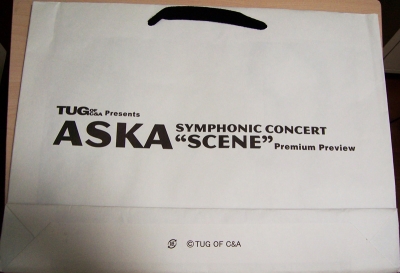 TUG OF C&A Presents
ASKA SYMPHONIC CONCERT
"SCENE" Premium Preview
© TUG OF C&A